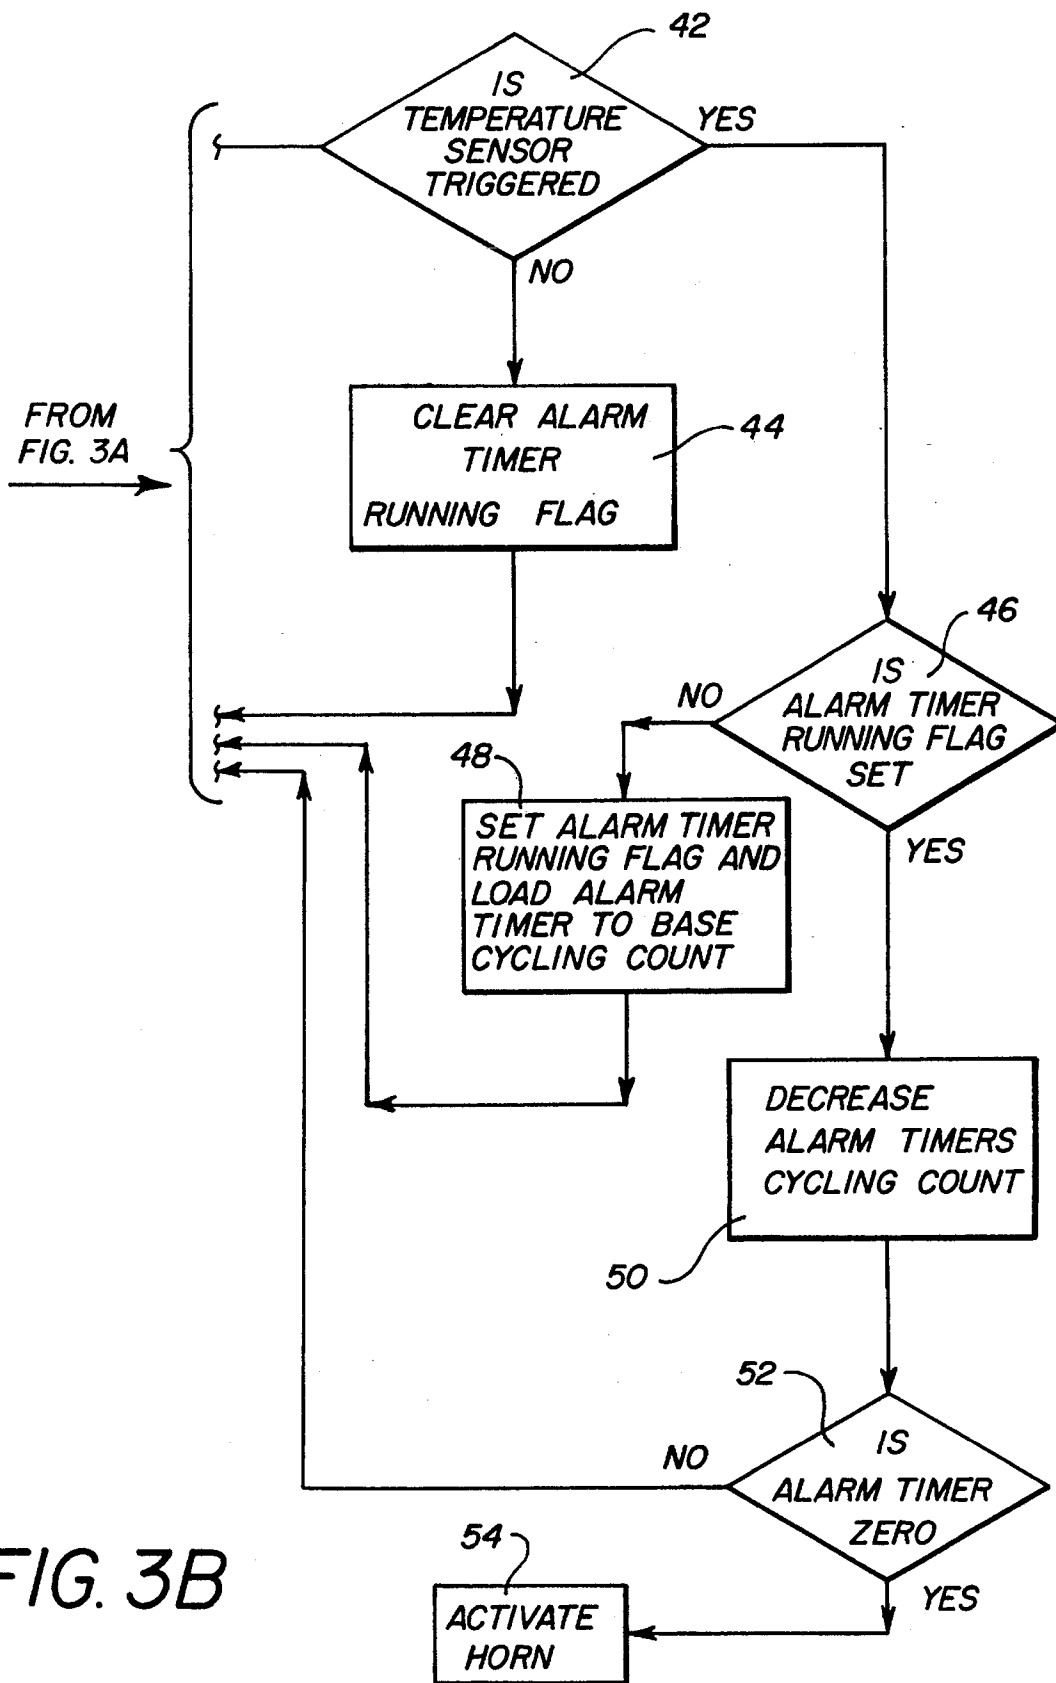 42
IS
TEMPERATURE
SENSOR
TRIGGERED
YES
NO
FROM
FIG. 3A
CLEAR ALARM
TIMER
RUNNING FLAG
44
46
IS
ALARM TIMER
RUNNING FLAG
SET
NO
YES
48
SET ALARM TIMER
RUNNING FLAG AND
LOAD ALARM
TIMER TO BASE
CYCLING COUNT
DECREASE
ALARM TIMERS
CYCLING COUNT
50
52
IS
ALARM TIMER
ZERO
NO
YES
54
ACTIVATE
HORN
FIG. 3B